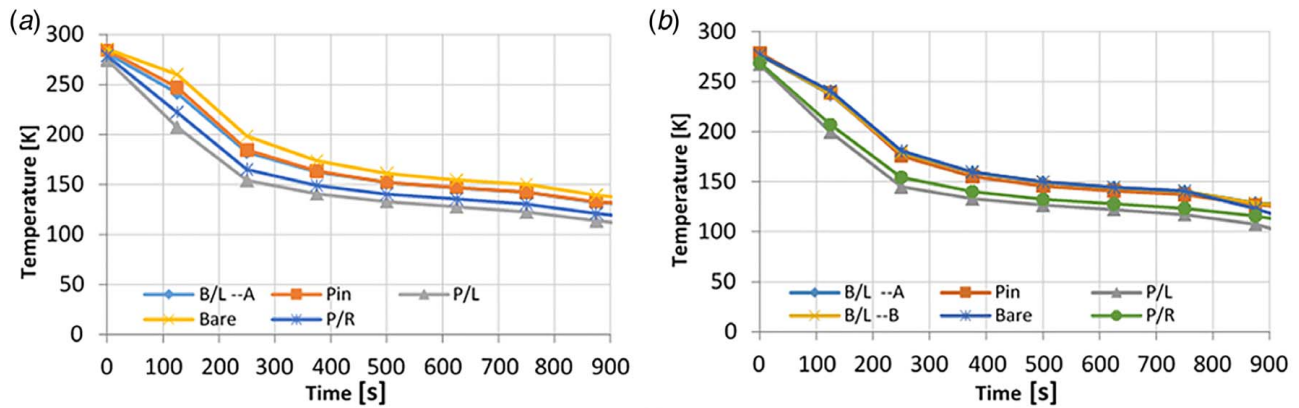 (a)
300
250
200
150
100
50
0
Temperature [K]
0 100 200 300 400 500 600 700 800 900
Time [s]
B/L --A Pin P/L
Bare P/R
(b)
300
250
200
150
100
50
0
Temperature [K]
0 100 200 300 400 500 600 700 800 900
Time [s]
B/L --A Pin P/L
B/L --B Bare P/R